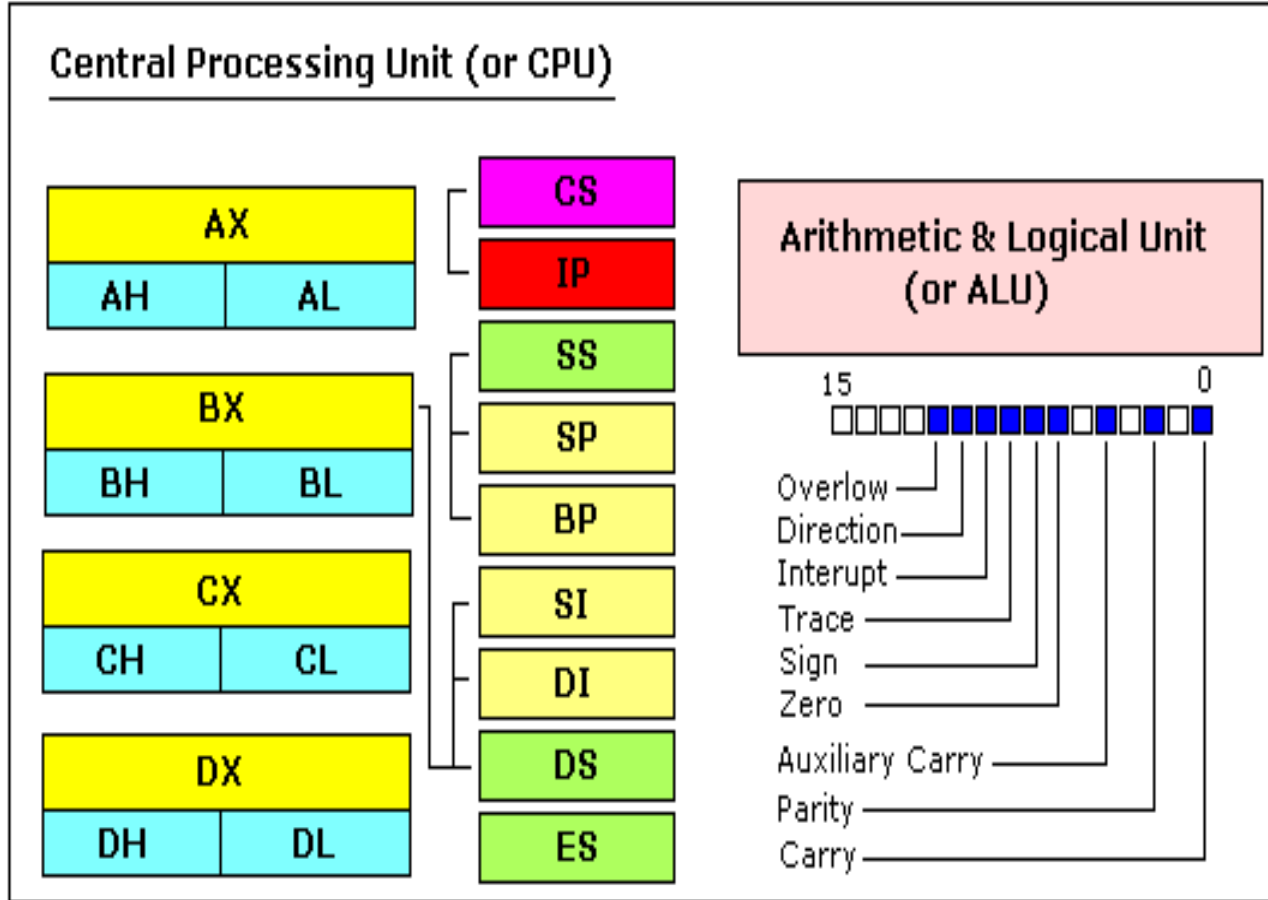 Central Processing Unit (or CPU)
AX
AH AL
BX
BH BL
CX
CH CL
DX
DH DL
CS
IP
SS
SP
BP
SI
DI
DS
ES
Arithmetic & Logical Unit
(or ALU)
15 0
Overlow
Direction
Interupt
Trace
Sign
Zero
Auxiliary Carry
Parity
Carry